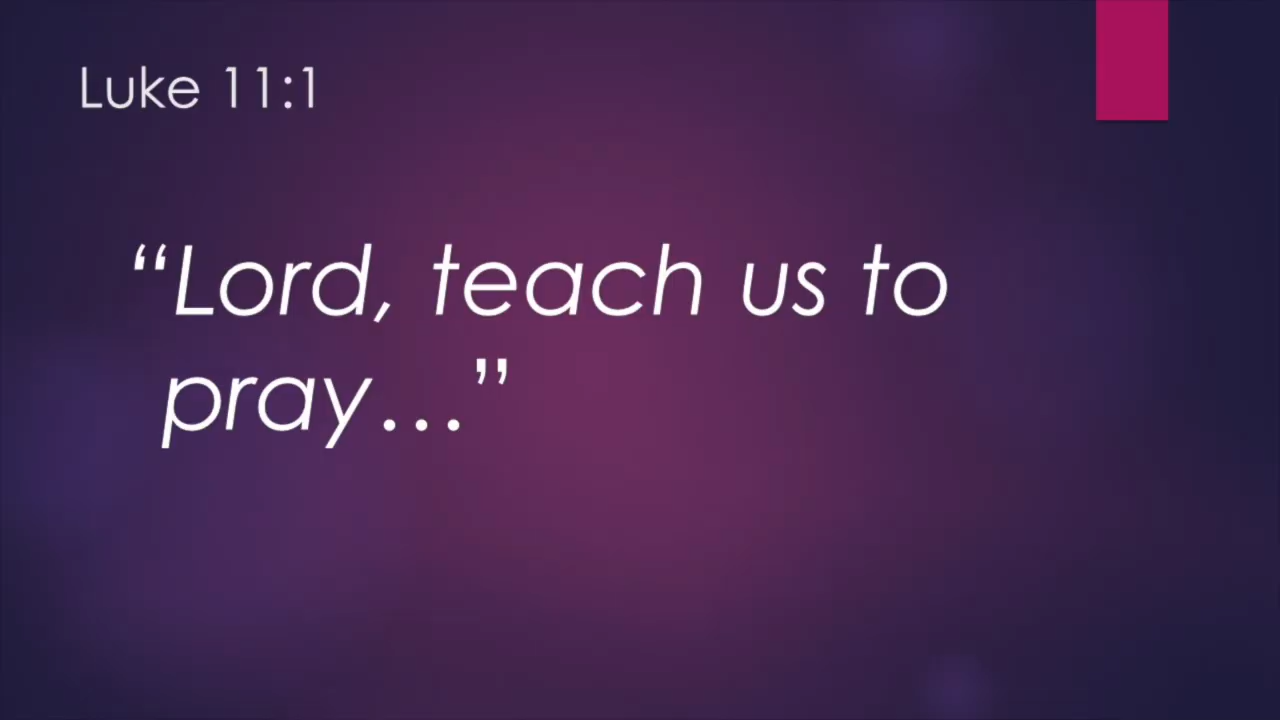 Luke 11:1
“Lord, teach us to
pray…”